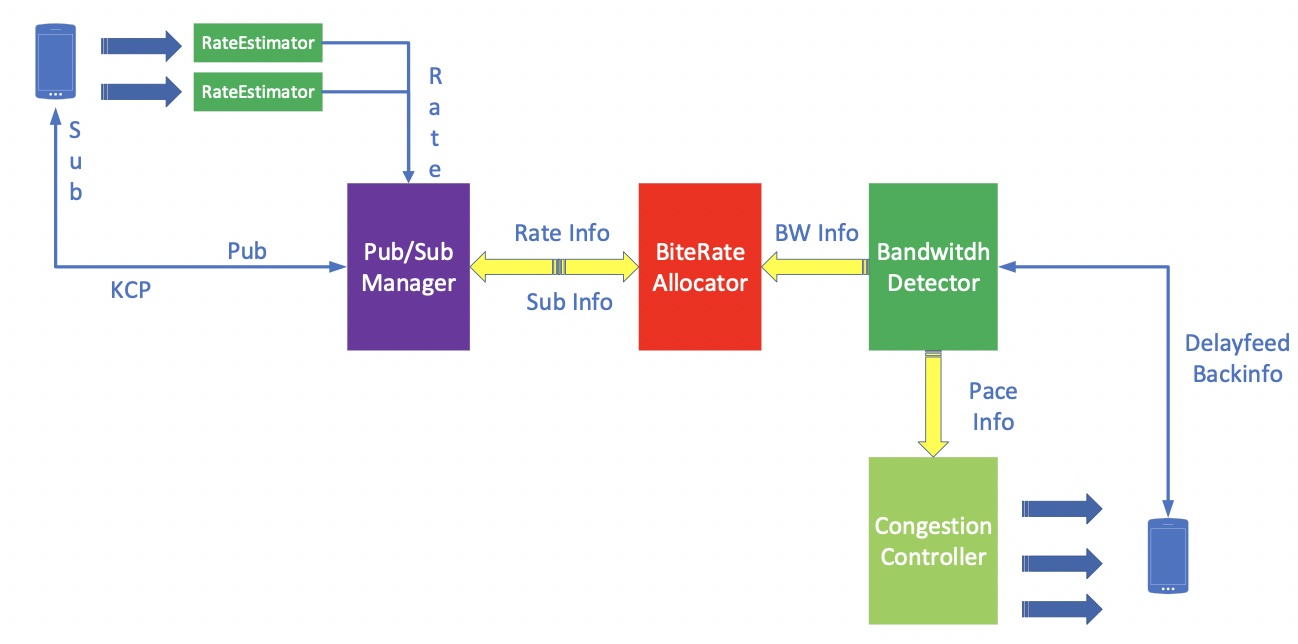 RateEstimator
RateEstimator
Rate
Sub
Pub
KCP
Pub/Sub
Manager
Rate Info
Sub Info
BiteRate
Allocator
BW Info
Bandwitdh
Detector
Delayfeed
Backinfo
Pace
Info
Congestion
Controller